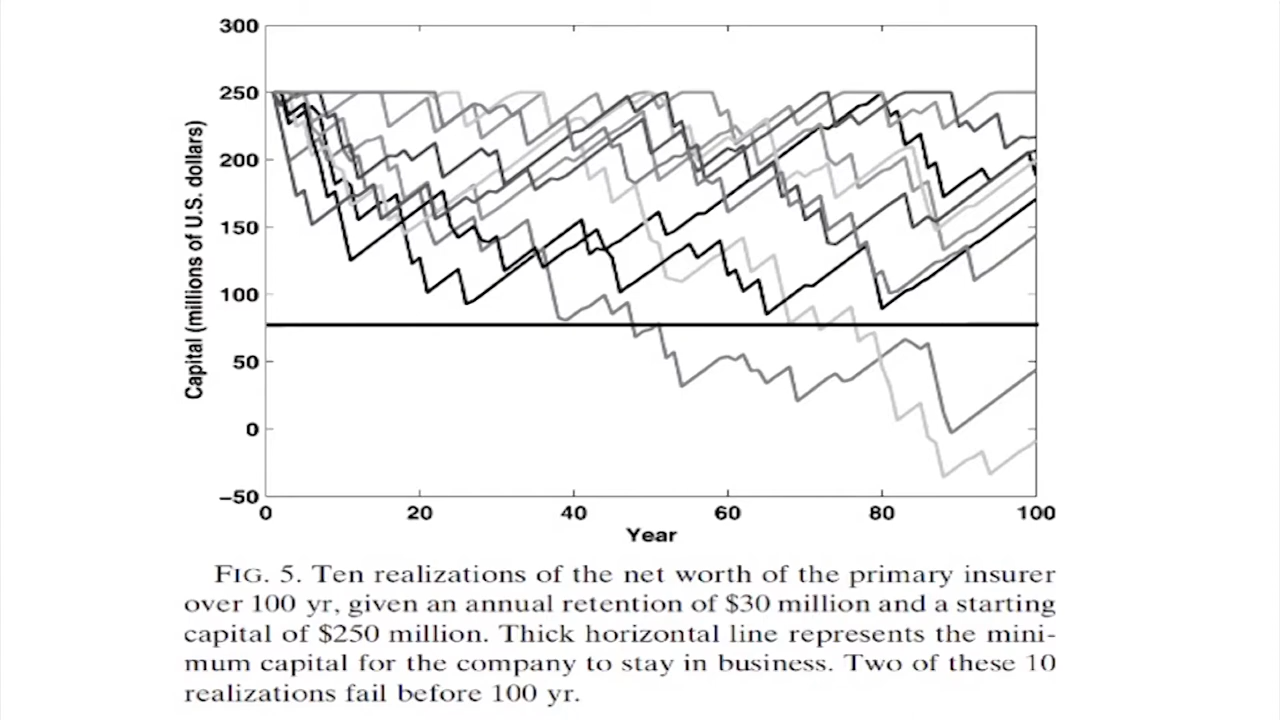 300
250
200
150
100
50
0
−50
Capital (millions of U.S. dollars)
0 20 40 60 80 100
Year
FIG. 5. Ten realizations of the net worth of the primary insurer
over 100 yr, given an annual retention of $30 million and a starting
capital of $250 million. Thick horizontal line represents the mini-
mum capital for the company to stay in business. Two of these 10
realizations fail before 100 yr.